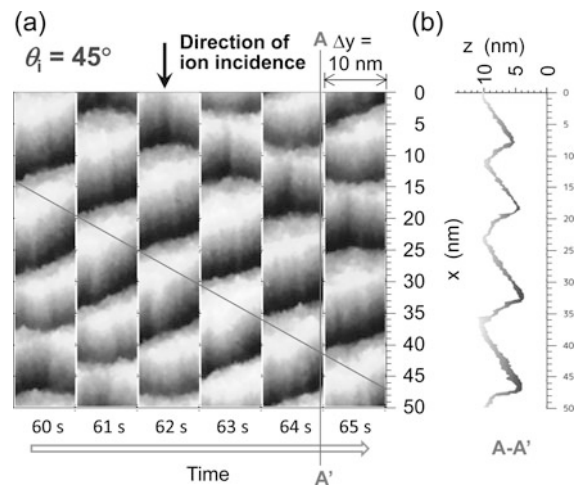 (a)
θi = 45°
Direction of
ion incidence
A
Δy =
10 nm
0
5
10
15
20
25
30
35
40
45
50
x (nm)
60 s 61 s 62 s 63 s 64 s 65 s
Time
A'
(b)
z (nm)
10 5 0
0
5
10
15
20
25
30
35
40
45
50
A-A'